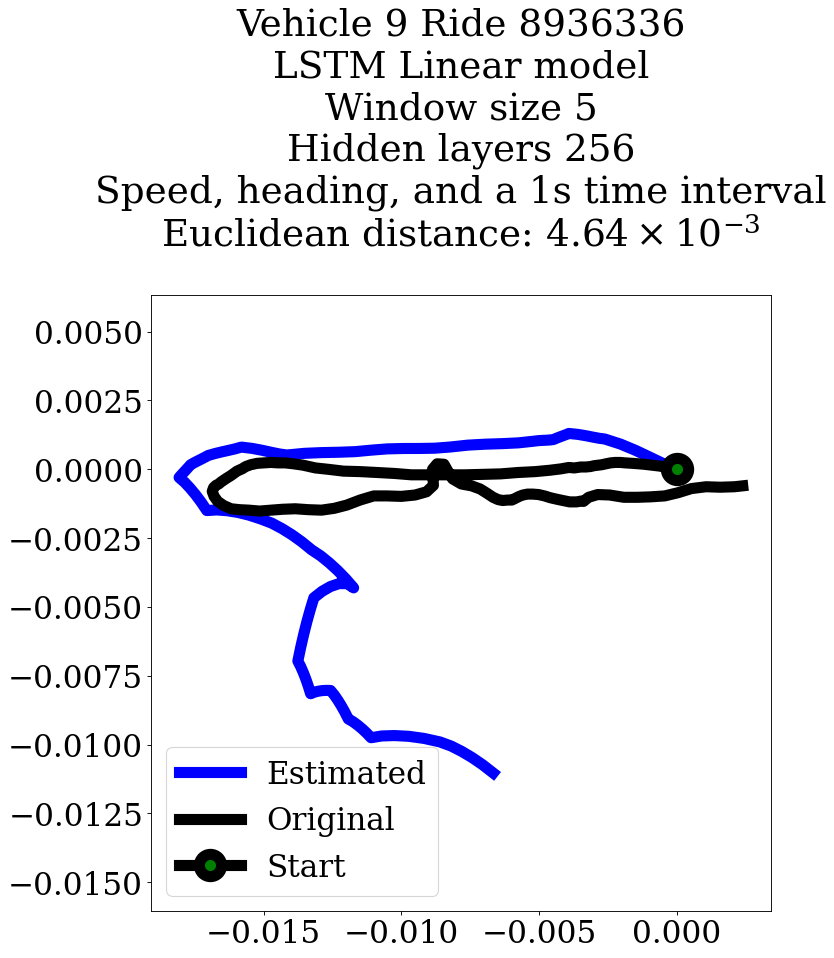 Vehicle 9 Ride 8936336
LSTM Linear model
Window size 5
Hidden layers 256
Speed, heading, and a 1s time interval
Euclidean distance: 4.64 × 10⁻³
0.0050
0.0025
0.0000
−0.0025
−0.0050
−0.0075
−0.0100
−0.0125
−0.0150
Estimated
Original
Start
−0.015 −0.010 −0.005 0.000